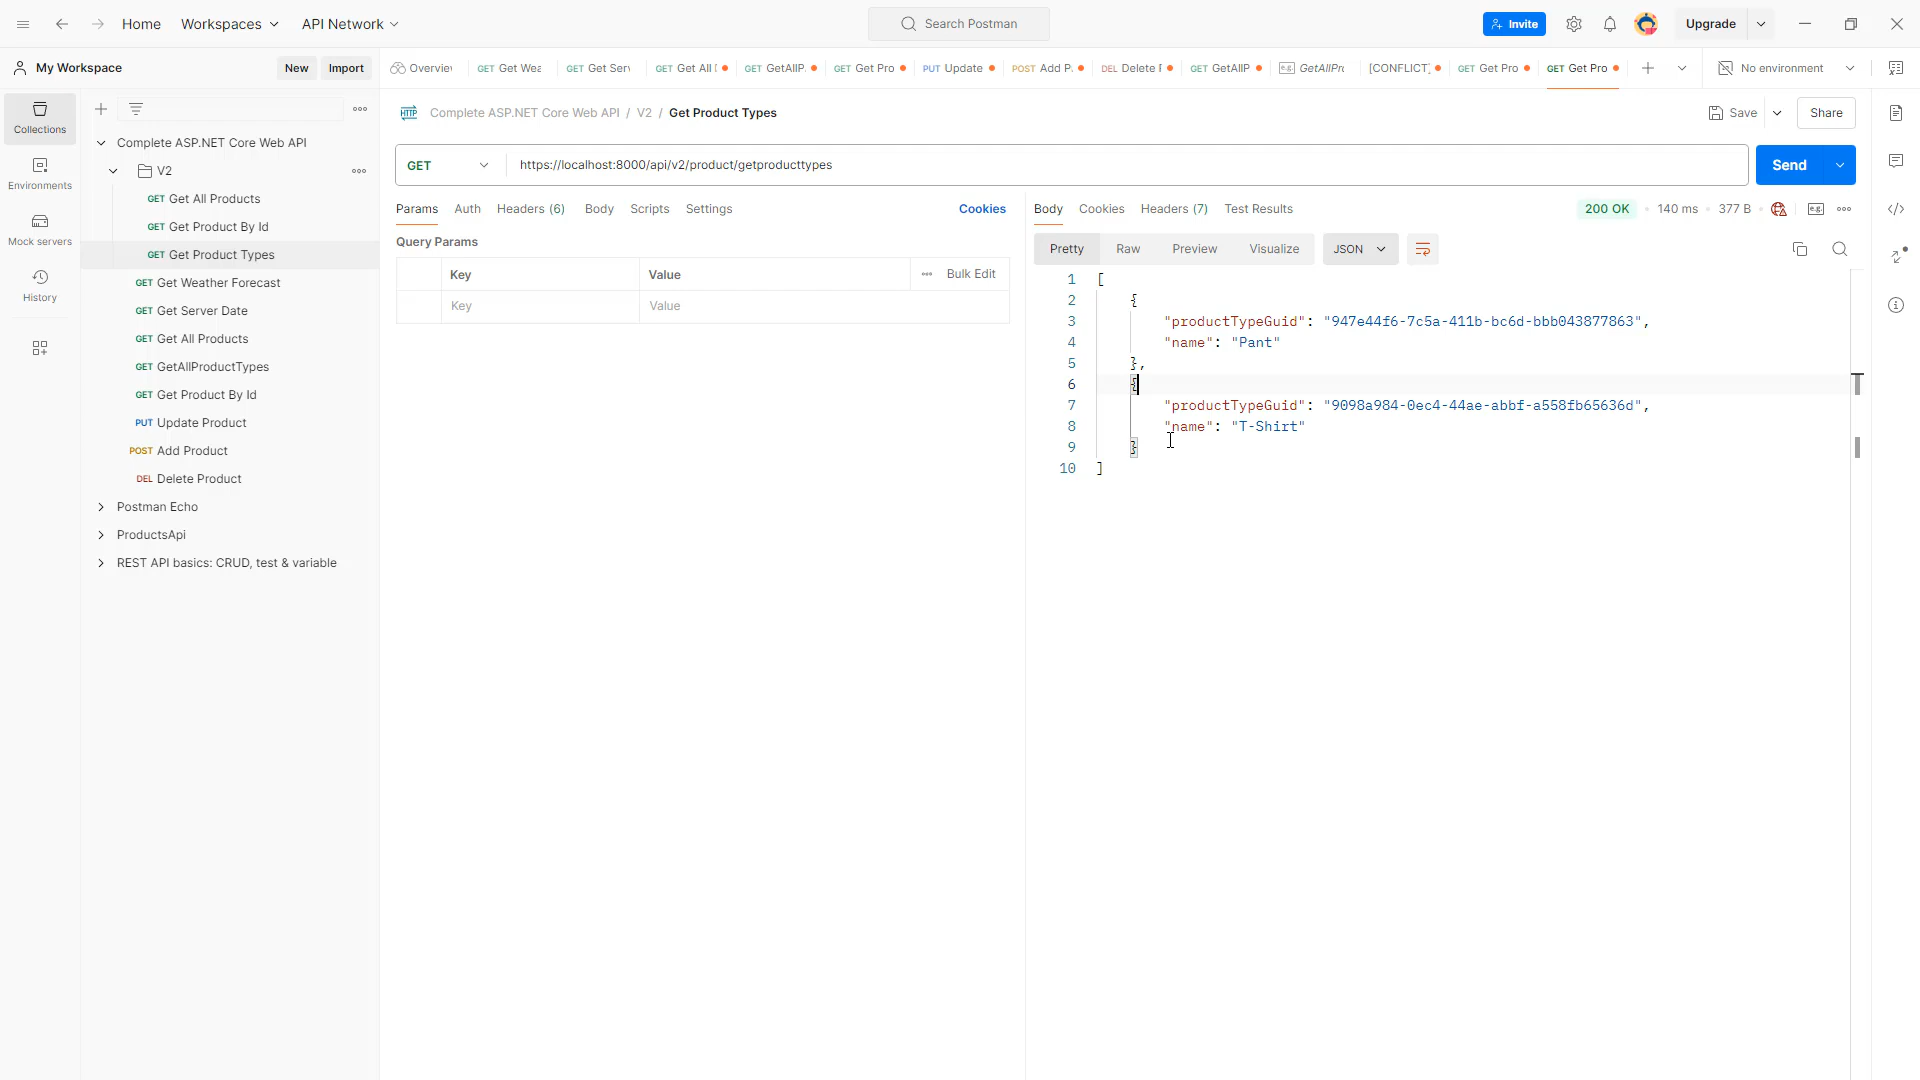 Home
Workspaces
API Network
Search Postman
Invite
Upgrade
My Workspace
New
Import
Overview
GET Get Wea
GET Get Serv
GET Get All
GET GetAllP.
GET Get Pro
PUT Update
POST Add P.
DEL Delete
GET GetAllP
e.g. GetAllPro
[CONFLICT]
GET Get Pro
GET Get Pro
No environment
Collections
Environments
Mock servers
History
Complete ASP.NET Core Web API
V2
GET Get All Products
GET Get Product By Id
GET Get Product Types
GET Get Weather Forecast
GET Get Server Date
GET Get All Products
GET GetAllProductTypes
GET Get Product By Id
PUT Update Product
POST Add Product
DEL Delete Product
Postman Echo
ProductsApi
REST API basics: CRUD, test & variable
HTTP Complete ASP.NET Core Web API / V2 / Get Product Types
Save
Share
GET
https://localhost:8000/api/v2/product/getproducttypes
Send
Params
Auth
Headers (6)
Body
Scripts
Settings
Cookies
Query Params
Key
Value
Bulk Edit
Key
Value
Body
Cookies
Headers (7)
Test Results
200 OK
140 ms
377 B
e.g.
Pretty
Raw
Preview
Visualize
JSON
1 [
2 {
3 "productTypeGuid": "947e44f6-7c5a-411b-bc6d-bbb043877863",
4 "name": "Pant"
5 },
6 {
7 "productTypeGuid": "9098a984-0ec4-44ae-abbf-a558fb65636d",
8 "name": "T-Shirt"
9 }
10 ]